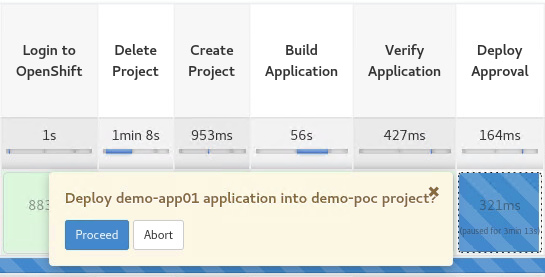 Login to OpenShift
Delete Project
Create Project
Build Application
Verify Application
Deploy Approval
1s
1min 8s
953ms
56s
427ms
164ms
883
Deploy demo-app01 application into demo-poc project?
Proceed
Abort
321ms
(paused for 3min 13s)